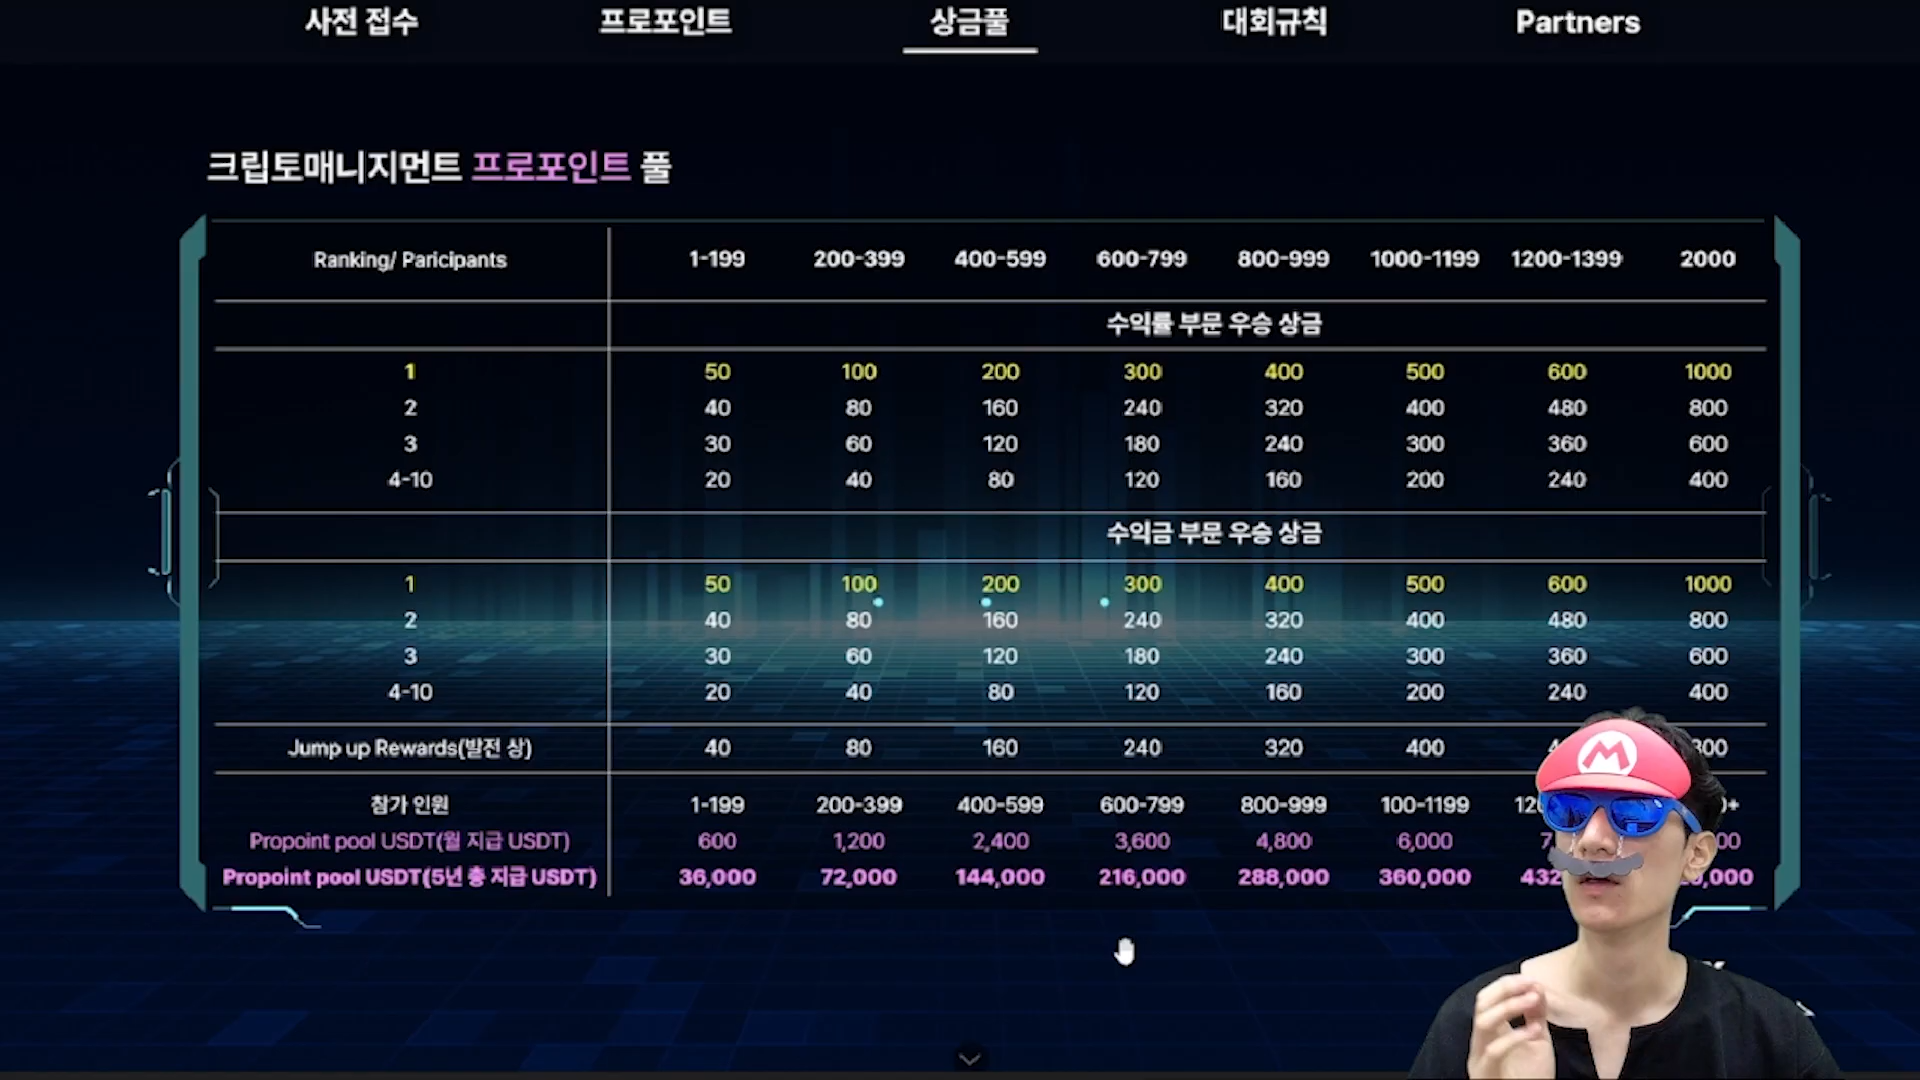 사전 접수 프로포인트 상금풀 대회규칙 Partners
크립토매니지먼트 프로포인트 풀
Ranking/ Paricipants 1-199 200-399 400-599 600-799 800-999 1000-1199 1200-1399 2000
수익률 부문 우승 상금
1 50 100 200 300 400 500 600 1000
2 40 80 160 240 320 400 480 800
3 30 60 120 180 240 300 360 600
4-10 20 40 80 120 160 200 240 400
수익금 부문 우승 상금
1 50 100 200 300 400 500 600 1000
2 40 80 160 240 320 400 480 800
3 30 60 120 180 240 300 360 600
4-10 20 40 80 120 160 200 240 400
Jump up Rewards(발전 상) 40 80 160 240 320 400
참가 인원 1-199 200-399 400-599 600-799 800-999 100-1199
Propoint pool USDT(월 지급 USDT) 600 1,200 2,400 3,600 4,800 6,000
Propoint pool USDT(5년 총 지급 USDT) 36,000 72,000 144,000 216,000 288,000 360,000
M